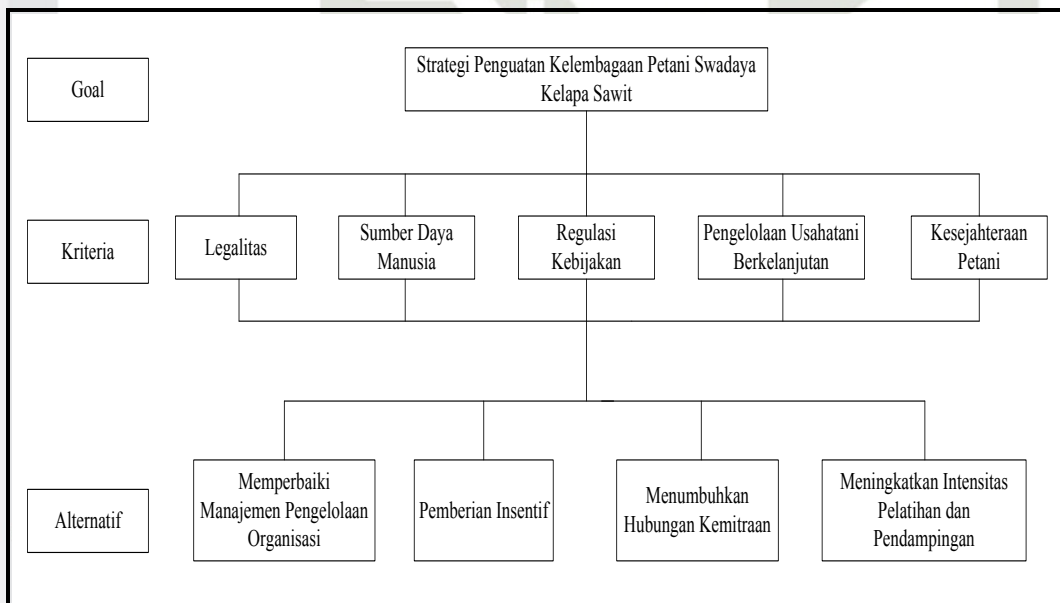 Goal
Strategi Penguatan Kelembagaan Petani Swadaya
Kelapa Sawit
Kriteria
Legalitas
Sumber Daya
Manusia
Regulasi
Kebijakan
Pengelolaan Usahatani
Berkelanjutan
Kesejahteraan
Petani
Alternatif
Memperbaiki
Manajemen Pengelolaan
Organisasi
Pemberian Insentif
Menumbuhkan
Hubungan Kemitraan
Meningkatkan Intensitas
Pelatihan dan
Pendampingan